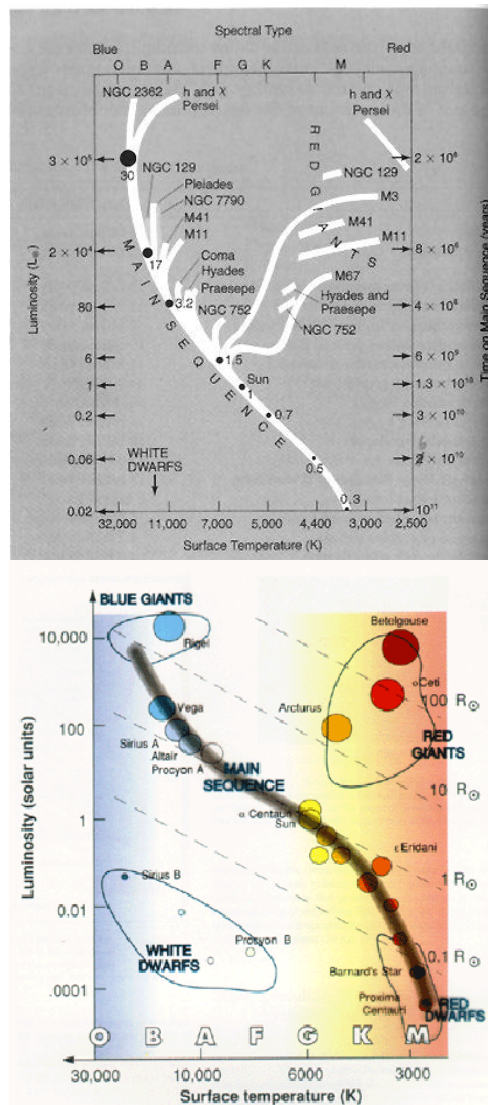 Spectral Type
Blue
Red
O B A F G K M
NGC 2362
h and χ
Persei
h and χ
Persei
3 × 10⁵
2 × 10⁶
30
NGC 129
Pleiades
NGC 7790
M41
M11
RED GIANTS
NGC 129
M3
M41
M11
M67
2 × 10⁴
8 × 10⁶
17
Coma
Hyades
Praesepe
NGC 752
Hyades and
Praesepe
NGC 752
80
4 × 10⁸
3.2
MAIN SEQUENCE
6
6 × 10⁹
1.5
Sun
1
1
1.3 × 10¹⁰
0.2
0.7
3 × 10¹⁰
0.06
0.5
WHITE
DWARFS
0.3
0.02
10¹¹
32,000 11,000 7,000 5,000 4,400 3,000 2,500
Surface Temperature (K)
Luminosity (L⊙)
Time on Main Sequence (years)
BLUE GIANTS
Rigel
Betelgeuse
10,000
Ceti
100 R⊙
Vega
Arcturus
100
RED
GIANTS
Sirius A
Altair
Procyon A
MAIN
SEQUENCE
10 R⊙
α Centauri
Sun
1
ε Eridani
1 R⊙
Sirius B
0.01
WHITE
DWARFS
Procyon B
0.1 R⊙
Barnard's Star
.0001
Proxima
Centauri
RED
DWARFS
O B A F G K M
30,000 10,000 6000 3000
Surface temperature (K)
Luminosity (solar units)